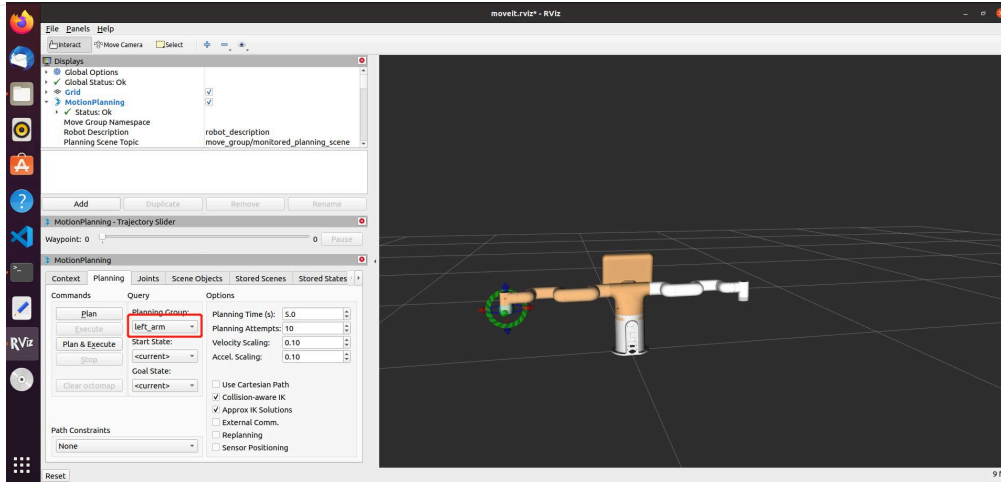 moveit.rviz* - RViz
File Panels Help
Interact Move Camera Select
Displays
Global Options
Global Status: Ok
Grid
MotionPlanning
Status: Ok
Move Group Namespace
Robot Description robot_description
Planning Scene Topic move_group/monitored_planning_scene
Add Duplicate Remove Rename
MotionPlanning - Trajectory Slider
Waypoint: 0 0 Pause
MotionPlanning
Context Planning Joints Scene Objects Stored Scenes Stored States
Commands Query Options
Plan Planning Group: Planning Time (s): 5.0
Execute left_arm Planning Attempts: 10
Plan & Execute Start State: Velocity Scaling: 0.10
Stop <current> Accel. Scaling: 0.10
Goal State:
Clear octomap <current> Use Cartesian Path
Collision-aware IK
Approx IK Solutions
External Comm.
Path Constraints Replanning
None Sensor Positioning
RViz
Reset